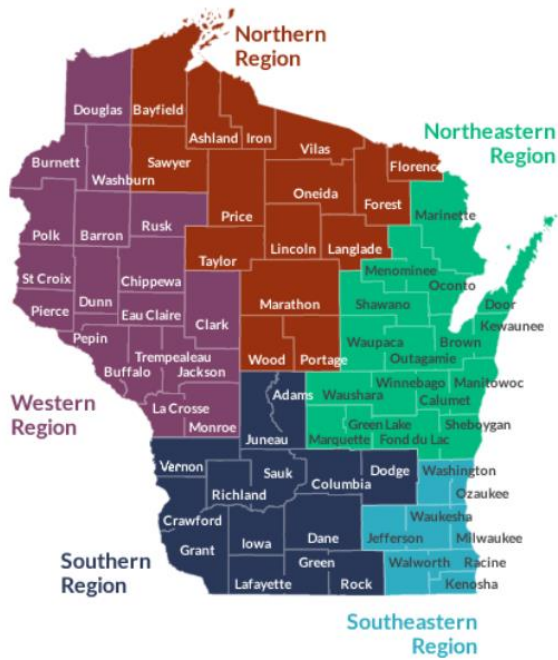 Northern
Region
Douglas
Bayfield
Ashland
Iron
Vilas
Northeastern
Region
Burnett
Washburn
Sawyer
Florence
Oneida
Forest
Price
Marinette
Rusk
Polk
Barron
Taylor
Lincoln
Langlade
Menominee
Oconto
St Croix
Chippewa
Dunn
Marathon
Shawano
Door
Pierce
Eau Claire
Clark
Kewaunee
Pepin
Waupaca
Brown
Trempealeau
Wood
Portage
Outagamie
Buffalo
Jackson
Adams
Winnebago
Manitowoc
Western
Region
La Crosse
Waushara
Calumet
Monroe
Juneau
Green Lake
Sheboygan
Marquette
Fond du Lac
Vernon
Sauk
Columbia
Dodge
Washington
Richland
Ozaukee
Crawford
Waukesha
Dane
Jefferson
Milwaukee
Southern
Region
Grant
Iowa
Green
Walworth
Racine
Lafayette
Rock
Kenosha
Southeastern
Region